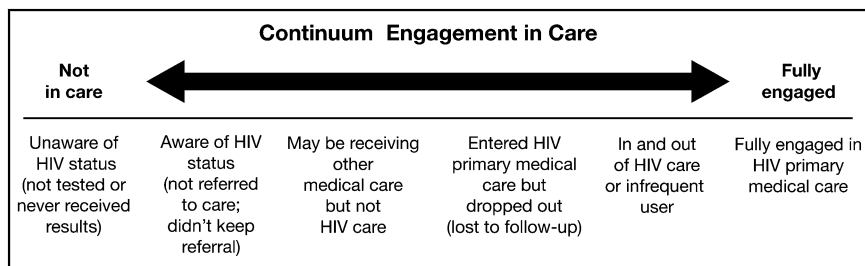 Continuum Engagement in Care
Not
in care
Fully
engaged
Unaware of
HIV status
(not tested or
never received
results)
Aware of HIV
status
(not referred
to care;
didn't keep
referral)
May be receiving
other
medical care
but not
HIV care
Entered HIV
primary medical
care but
dropped out
(lost to follow-up)
In and out
of HIV care
or infrequent
user
Fully engaged in
HIV primary
medical care